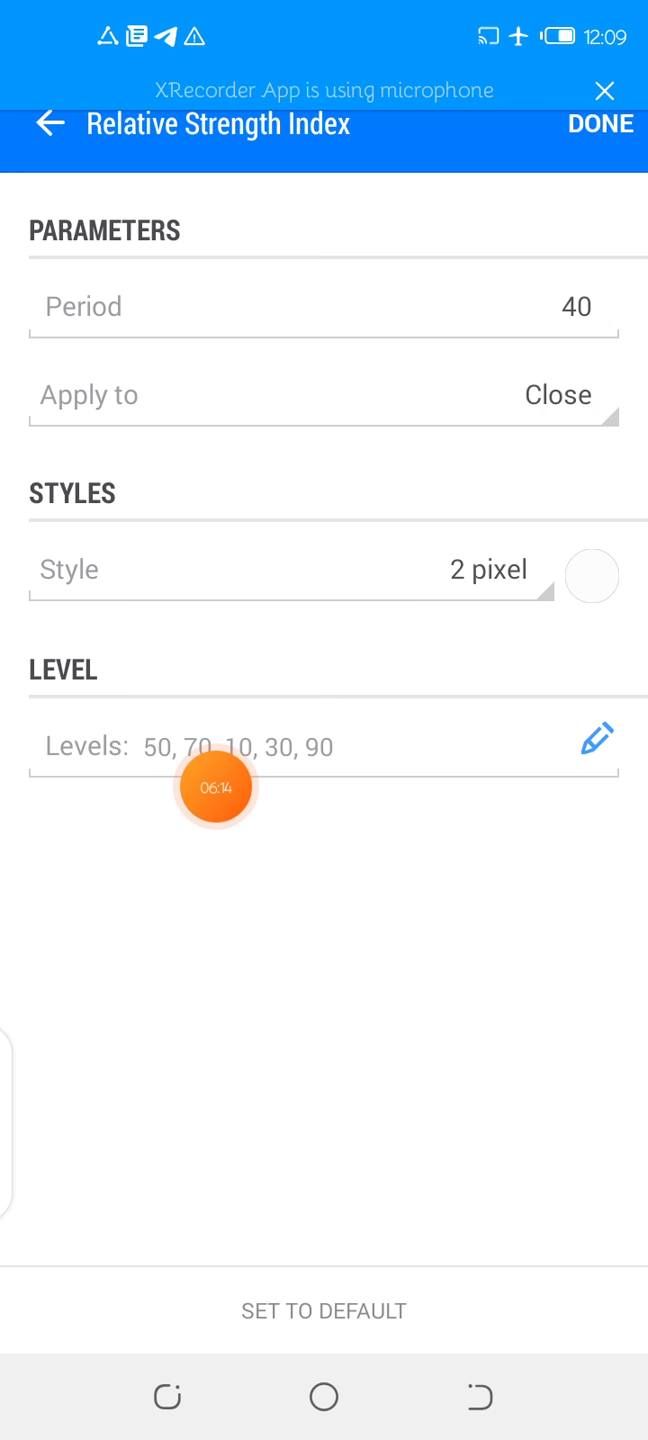 12:09
XRecorder App is using microphone
Relative Strength Index DONE
PARAMETERS
Period 40
Apply to Close
STYLES
Style 2 pixel
LEVEL
Levels: 50, 70, 10, 30, 90
06:14
SET TO DEFAULT